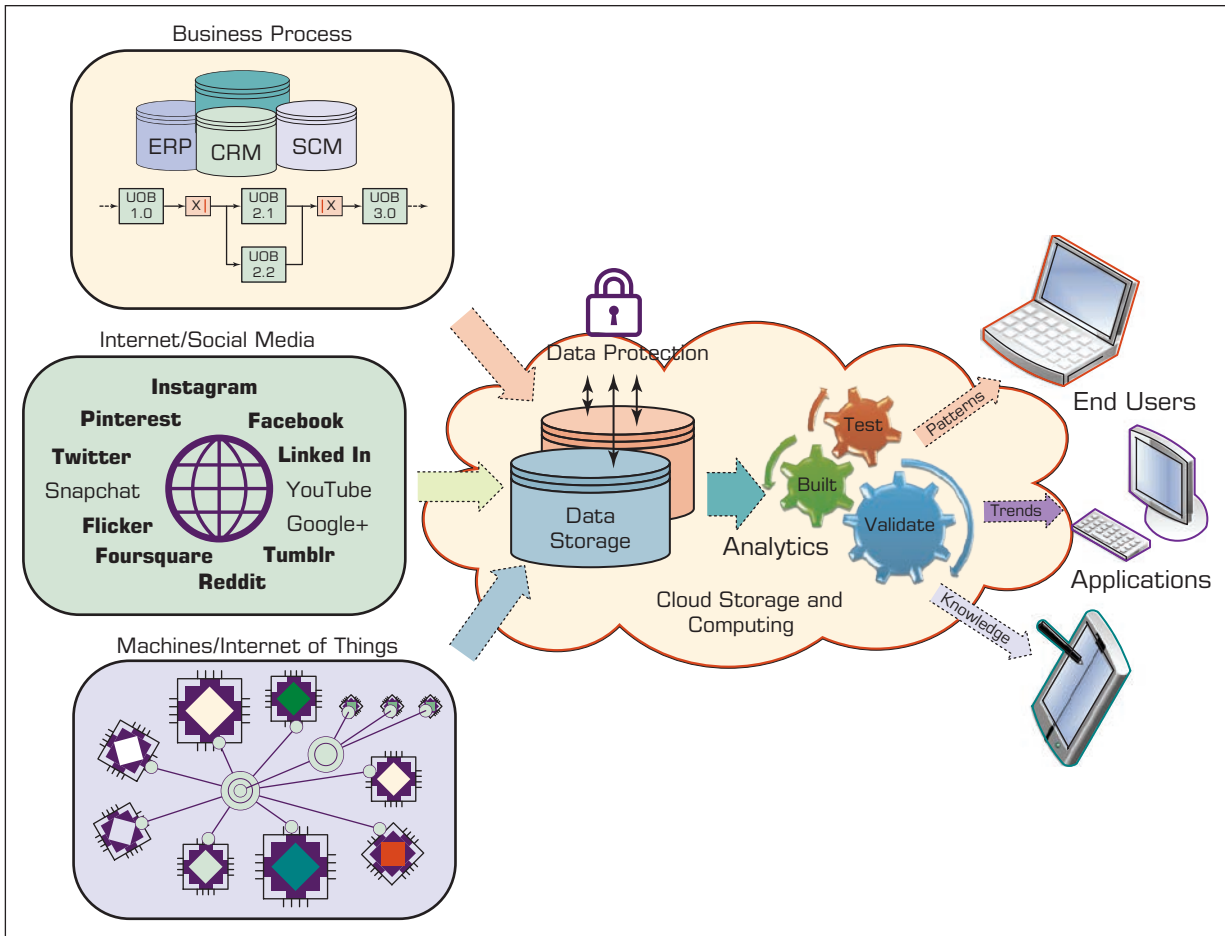 Business Process
ERP
CRM
SCM
UOB
1.0
X|
UOB
2.1
|X
UOB
3.0
UOB
2.2
Internet/Social Media
Instagram
Pinterest
Facebook
Twitter
Linked In
Snapchat
YouTube
Flicker
Google+
Foursquare
Tumblr
Reddit
Machines/Internet of Things
Data Protection
Data
Storage
Analytics
Test
Built
Validate
Cloud Storage and
Computing
Patterns
Trends
Knowledge
End Users
Applications